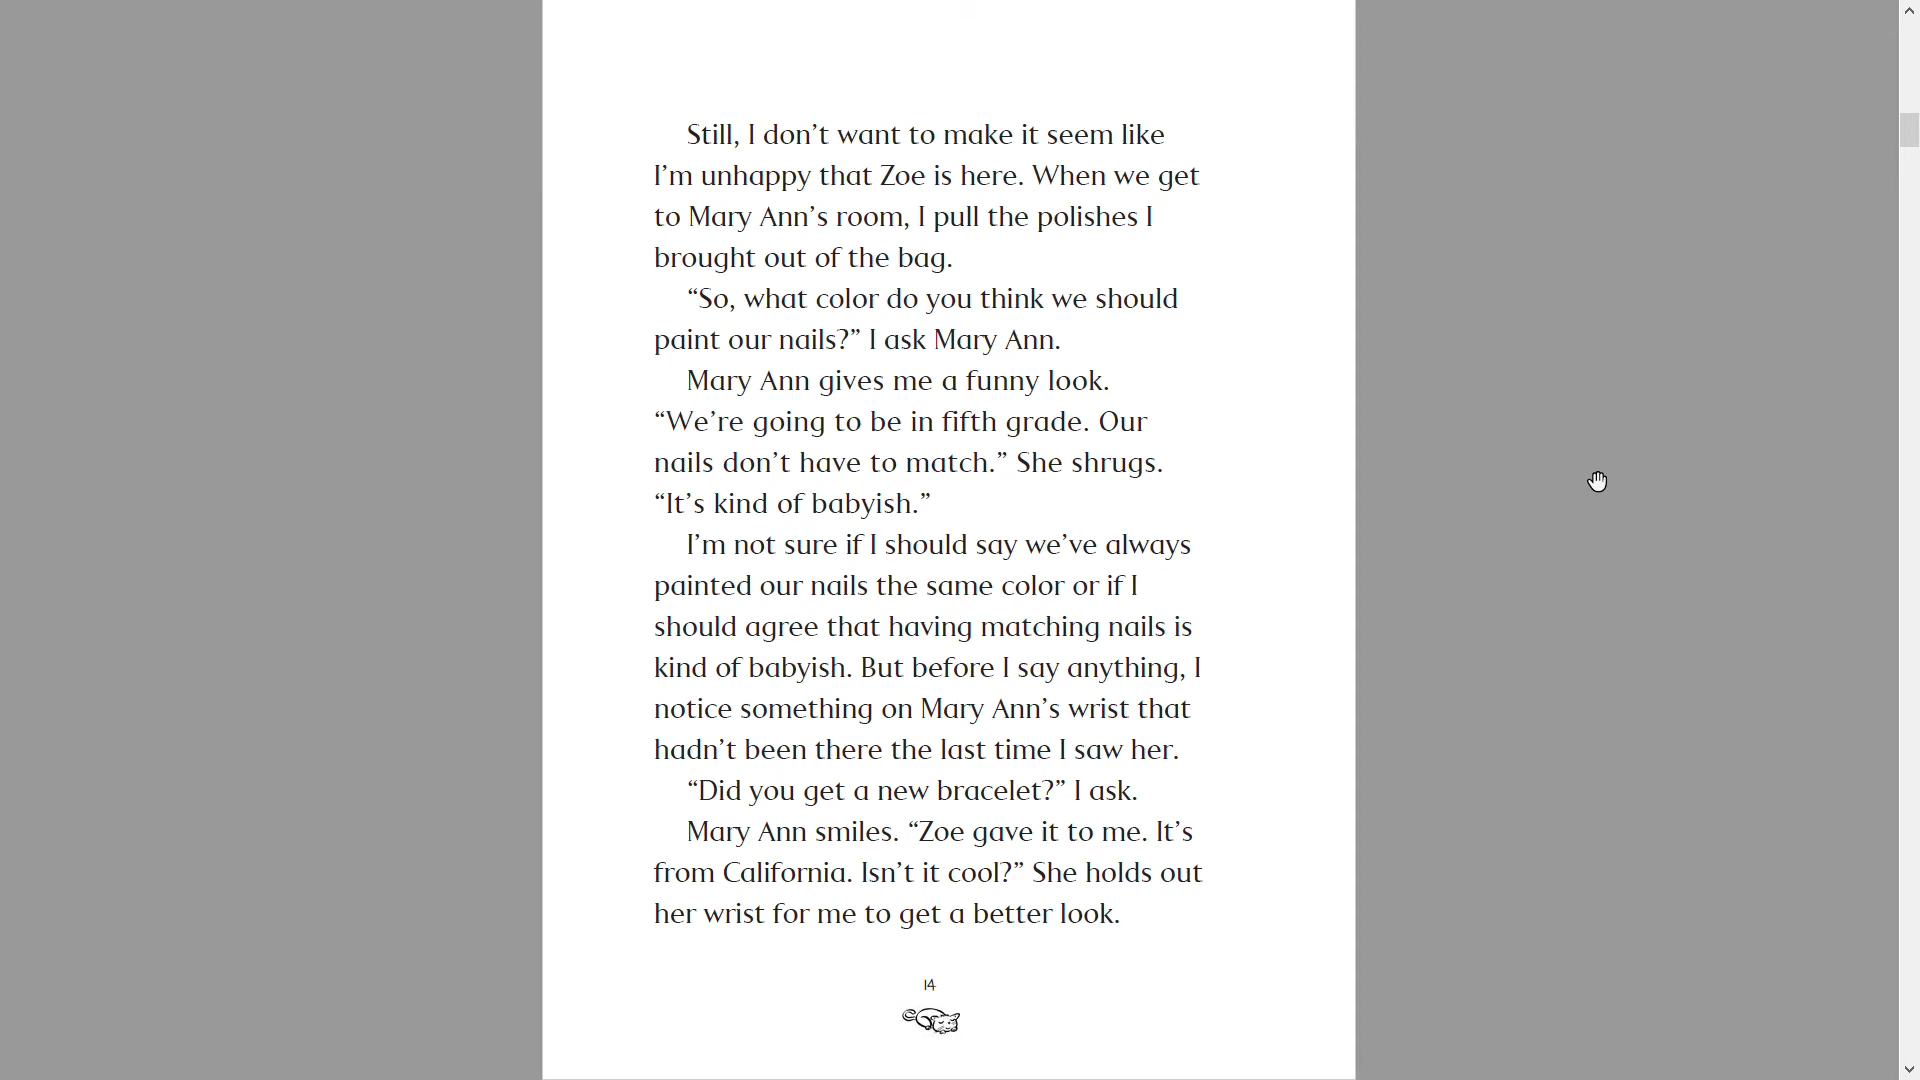 Still, I don’t want to make it seem like
I’m unhappy that Zoe is here. When we get
to Mary Ann’s room, I pull the polishes I
brought out of the bag.
“So, what color do you think we should
paint our nails?” I ask Mary Ann.
Mary Ann gives me a funny look.
“We’re going to be in fifth grade. Our
nails don’t have to match.” She shrugs.
“It’s kind of babyish.”
I’m not sure if I should say we’ve always
painted our nails the same color or if I
should agree that having matching nails is
kind of babyish. But before I say anything, I
notice something on Mary Ann’s wrist that
hadn’t been there the last time I saw her.
“Did you get a new bracelet?” I ask.
Mary Ann smiles. “Zoe gave it to me. It’s
from California. Isn’t it cool?” She holds out
her wrist for me to get a better look.
14